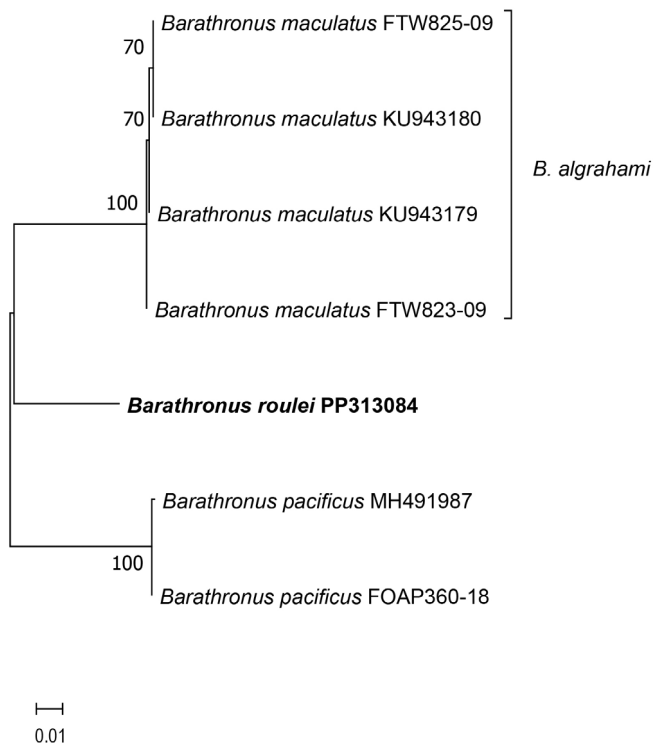 Barathronus maculatus FTW825-09
70
Barathronus maculatus KU943180
70
B. algrahami
100
Barathronus maculatus KU943179
Barathronus maculatus FTW823-09
Barathronus roulei PP313084
Barathronus pacificus MH491987
100
Barathronus pacificus FOAP360-18
0.01